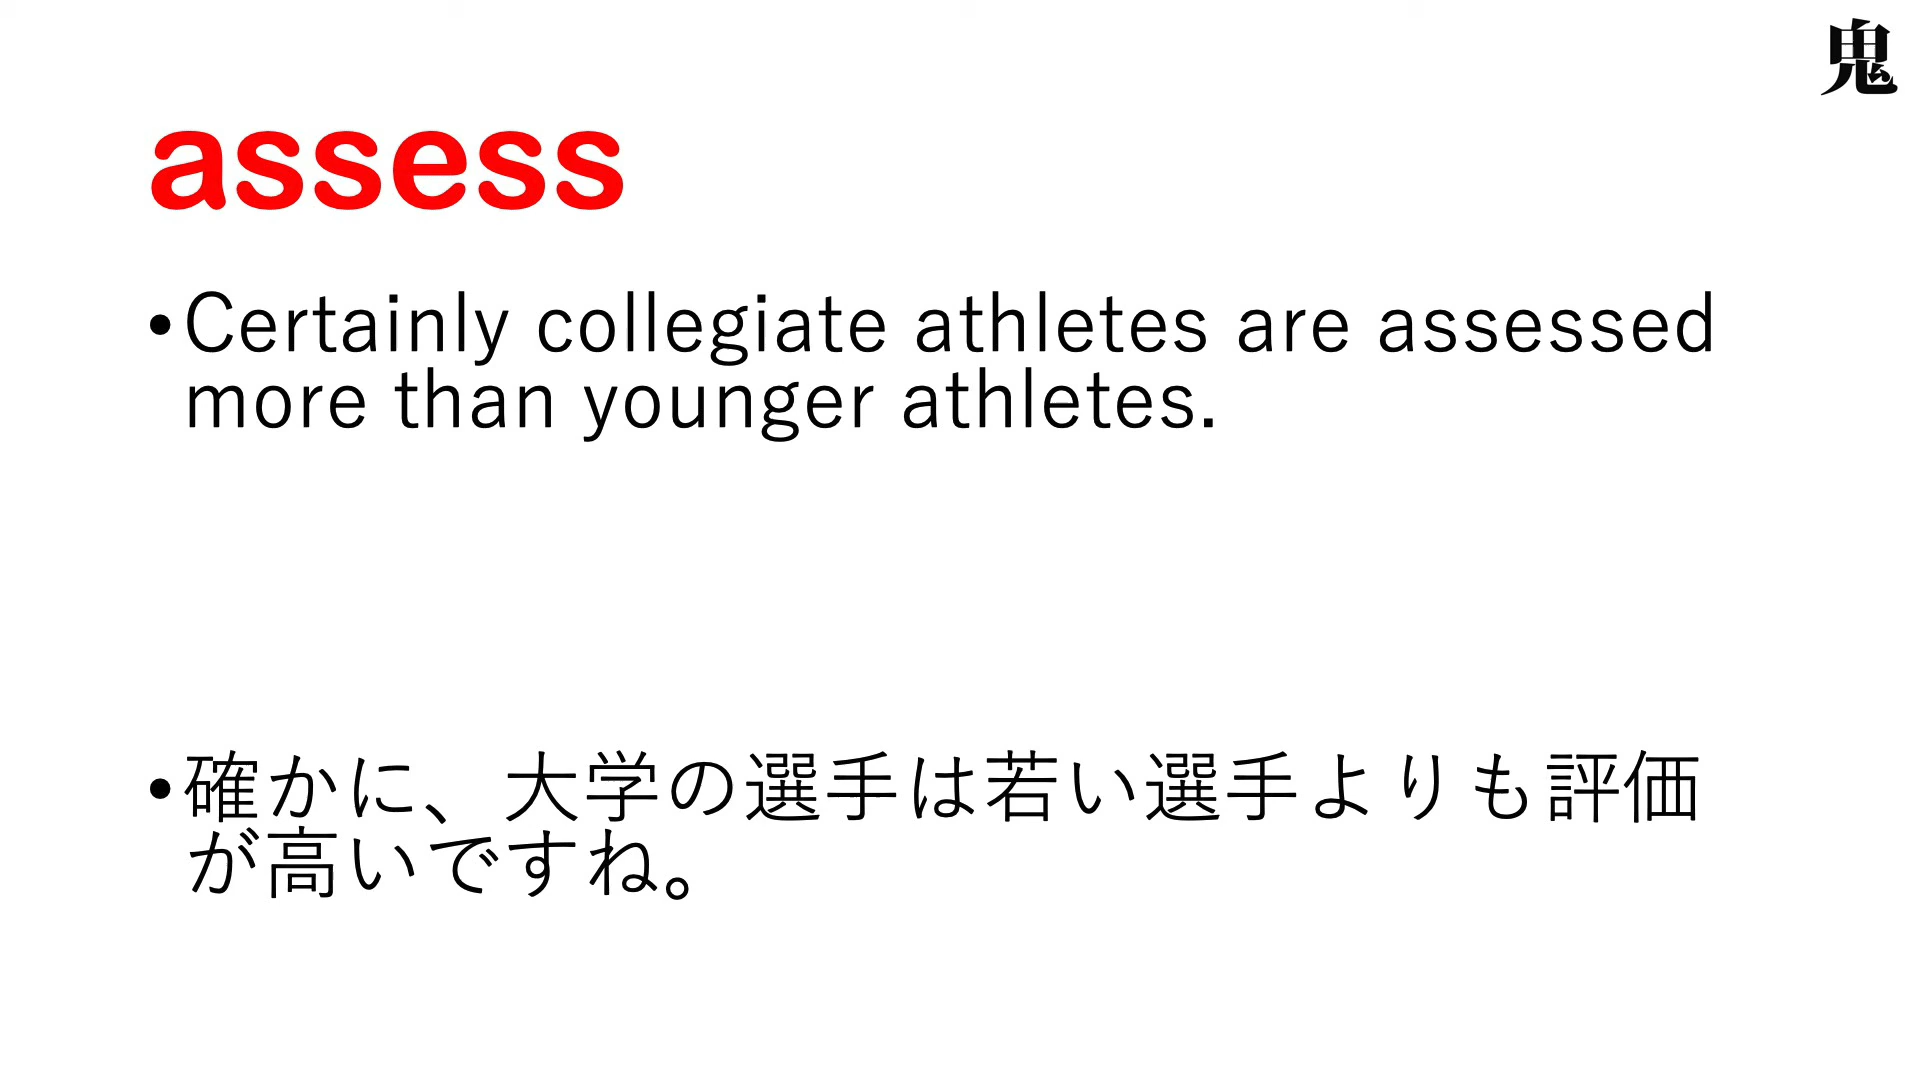 鬼
assess
•Certainly collegiate athletes are assessed
more than younger athletes.
•確かに、大学の選手は若い選手よりも評価
が高いですね。